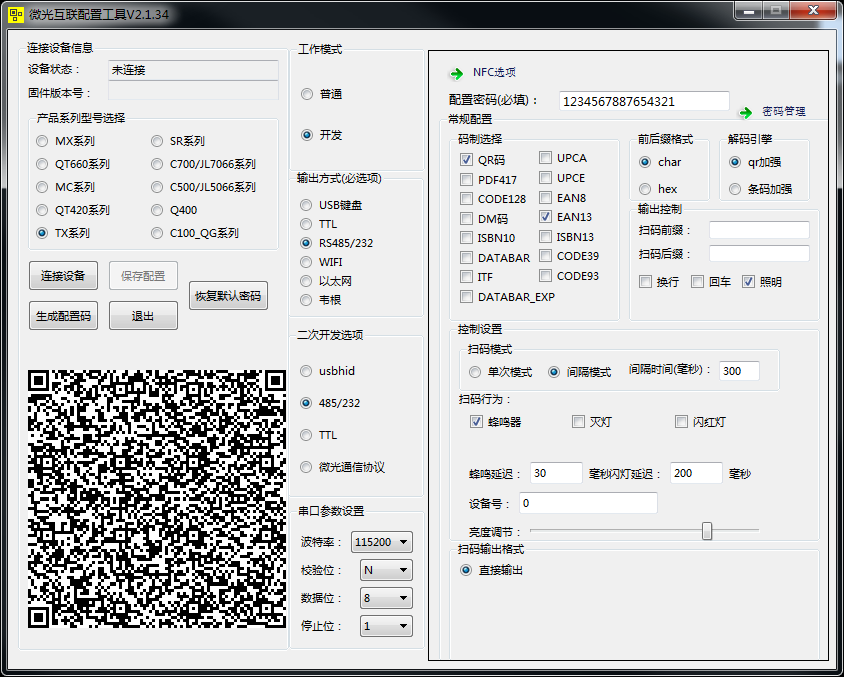 微光互联配置工具V2.1.34
连接设备信息
设备状态： 未连接
固件版本号：
产品系列型号选择
MX系列 SR系列
QT660系列 C700/JL7066系列
MC系列 C500/JL5066系列
QT420系列 Q400
TX系列 C100_QG系列
连接设备 保存配置 恢复默认密码
生成配置码 退出
工作模式
普通
开发
输出方式(必选项)
USB键盘
TTL
RS485/232
WIFI
以太网
韦根
二次开发选项
usbhid
485/232
TTL
微光通信协议
串口参数设置
波特率： 115200
校验位： N
数据位： 8
停止位： 1
NFC选项
配置密码(必填)： 1234567887654321 密码管理
常规配置
码制选择
QR码 UPCA
PDF417 UPCE
CODE128 EAN8
DM码 EAN13
ISBN10 ISBN13
DATABAR CODE39
ITF CODE93
DATABAR_EXP
前后缀格式
char
hex
解码引擎
qr加强
条码加强
输出控制
扫码前缀：
扫码后缀：
换行 回车 照明
控制设置
扫码模式
单次模式 间隔模式 间隔时间(毫秒)： 300
扫码行为：
蜂鸣器 灭灯 闪红灯
蜂鸣延迟： 30 毫秒闪灯延迟： 200 毫秒
设备号： 0
亮度调节：
扫码输出格式
直接输出